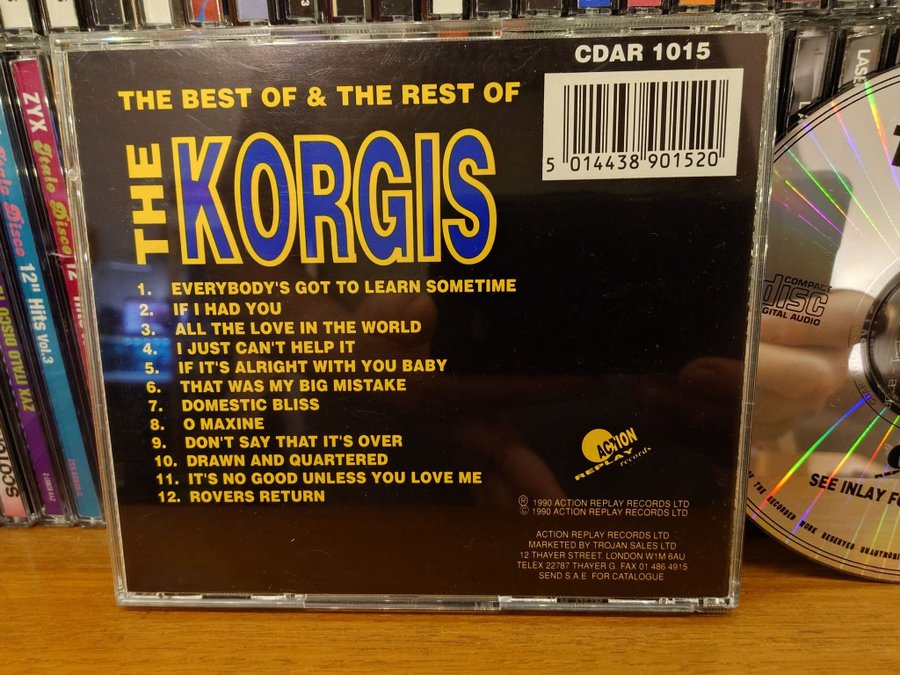 CDAR 1015
THE BEST OF & THE REST OF
THE KORGIS
5 014438 901520
1. EVERYBODY'S GOT TO LEARN SOMETIME
2. IF I HAD YOU
3. ALL THE LOVE IN THE WORLD
4. I JUST CAN'T HELP IT
5. IF IT'S ALRIGHT WITH YOU BABY
6. THAT WAS MY BIG MISTAKE
7. DOMESTIC BLISS
8. O MAXINE
9. DON'T SAY THAT IT'S OVER
10. DRAWN AND QUARTERED
11. IT'S NO GOOD UNLESS YOU LOVE ME
12. ROVERS RETURN
ACTION
REPLAY records
Ⓟ 1990 ACTION REPLAY RECORDS LTD
© 1990 ACTION REPLAY RECORDS LTD
ACTION REPLAY RECORDS LTD
MARKETED BY TROJAN SALES LTD
12 THAYER STREET. LONDON W1M 6AU
TELEX 22787 THAYER G. FAX 01 486 4915
SEND S.A.E. FOR CATALOGUE
ZYX Italo Disco 12" Hits Vol.3
COMPACT
disc
DIGITAL AUDIO
SEE INLAY